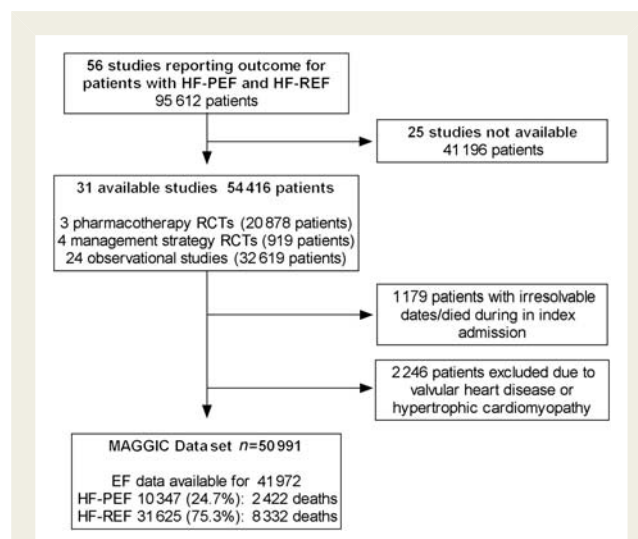 56 studies reporting outcome for
patients with HF-PEF and HF-REF
95 612 patients
25 studies not available
41 196 patients
31 available studies 54 416 patients
3 pharmacotherapy RCTs (20 878 patients)
4 management strategy RCTs (919 patients)
24 observational studies (32 619 patients)
1179 patients with irresolvable
dates/died during in index
admission
2 246 patients excluded due to
valvular heart disease or
hypertrophic cardiomyopathy
MAGGIC Data set n=50 991
EF data available for 41 972
HF-PEF 10 347 (24.7%): 2 422 deaths
HF-REF 31 625 (75.3%): 8 332 deaths